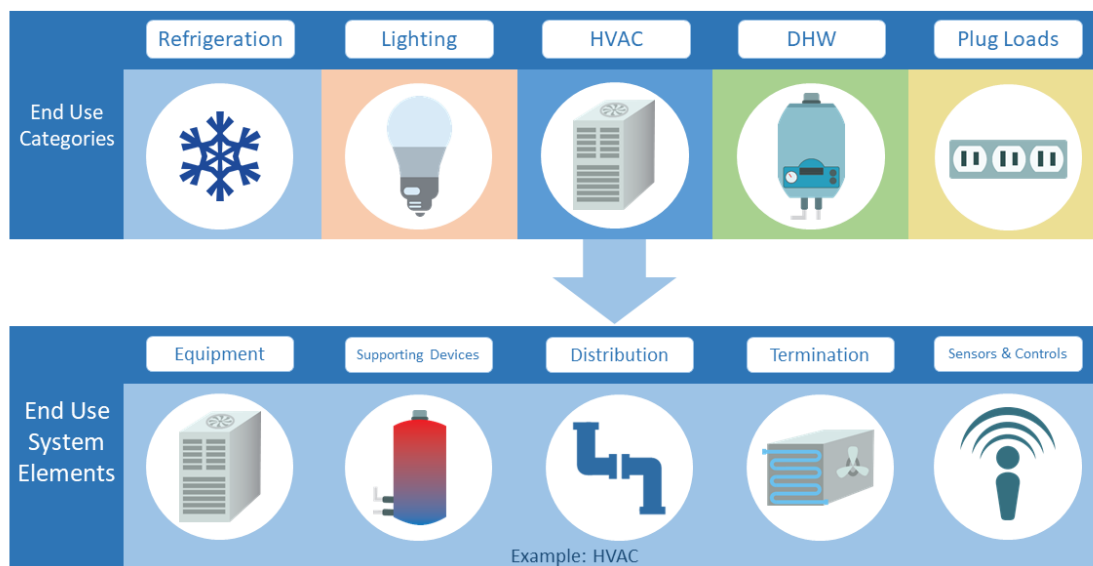 Refrigeration
Lighting
HVAC
DHW
Plug Loads
End Use
Categories
Equipment
Supporting Devices
Distribution
Termination
Sensors & Controls
End Use
System
Elements
Example: HVAC